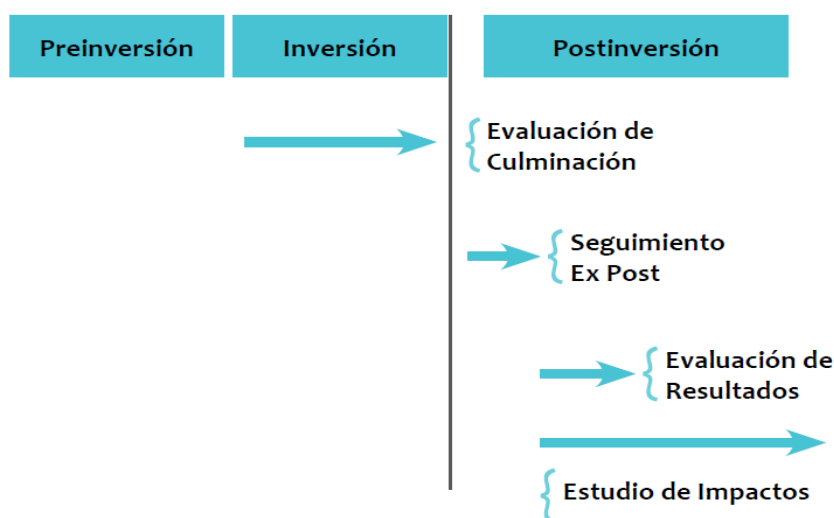 Preinversión
Inversión
Postinversión
Evaluación de
Culminación
Seguimiento
Ex Post
Evaluación de
Resultados
Estudio de Impactos